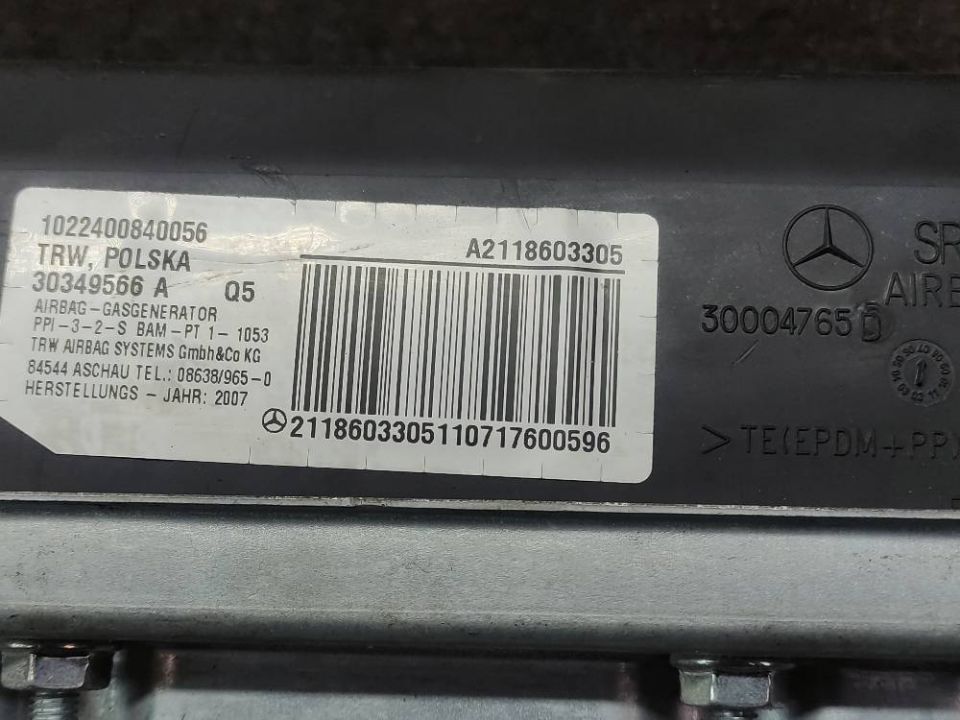 1022400840056
TRW, POLSKA
30349566 A Q5
AIRBAG-GASGENERATOR
PPI-3-2-S BAM-PT 1- 1053
TRW AIRBAG SYSTEMS GmbH&Co KG
84544 ASCHAU TEL.: 08638/965-0
HERSTELLUNGS - JAHR: 2007
A2118603305
2118603305110717600596
SR
AIRB
30004765 D
1
>TE(EPDM+PP)